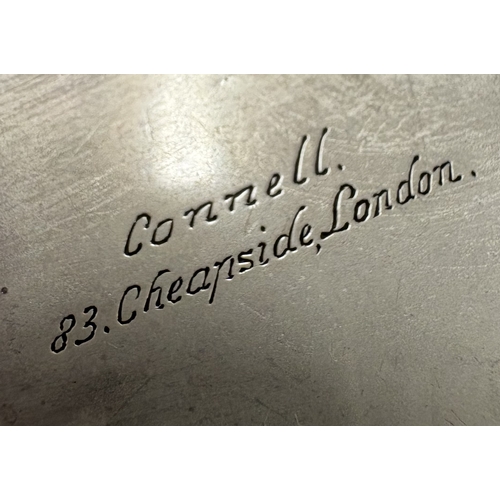 Connell.
83. Cheapside, London.